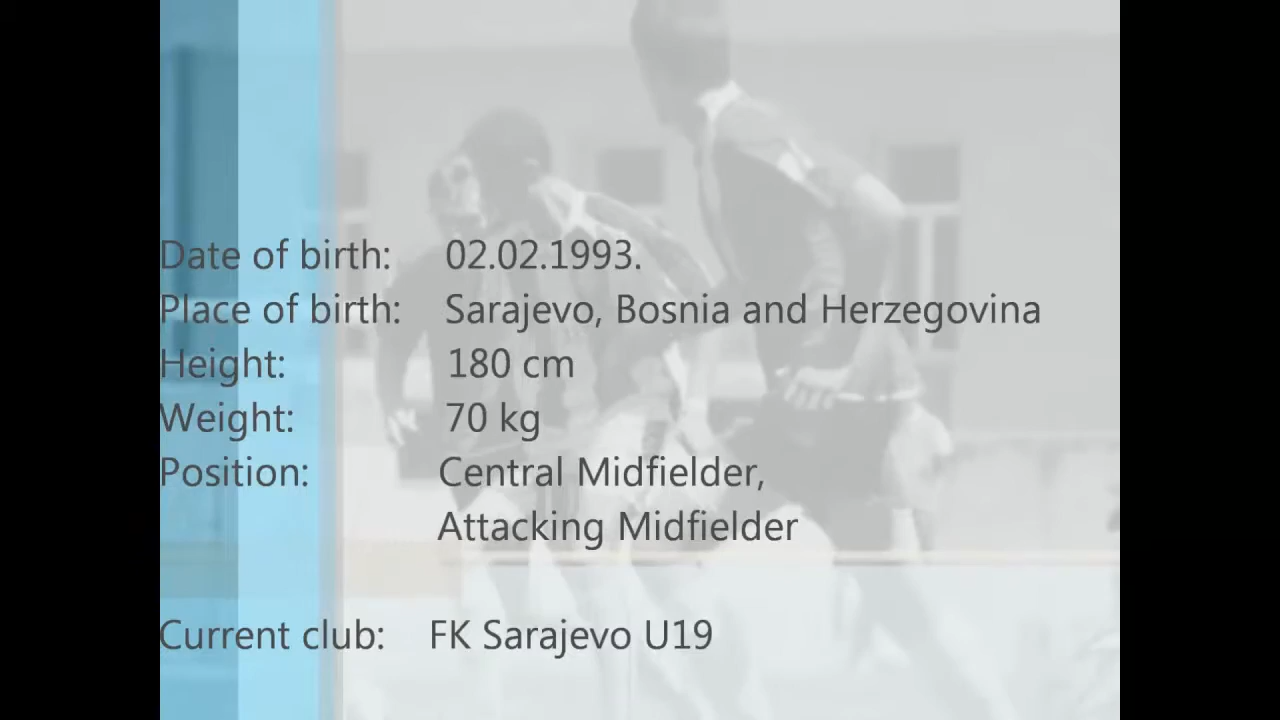 Date of birth: 02.02.1993.
Place of birth: Sarajevo, Bosnia and Herzegovina
Height: 180 cm
Weight: 70 kg
Position: Central Midfielder,
Attacking Midfielder
Current club: FK Sarajevo U19